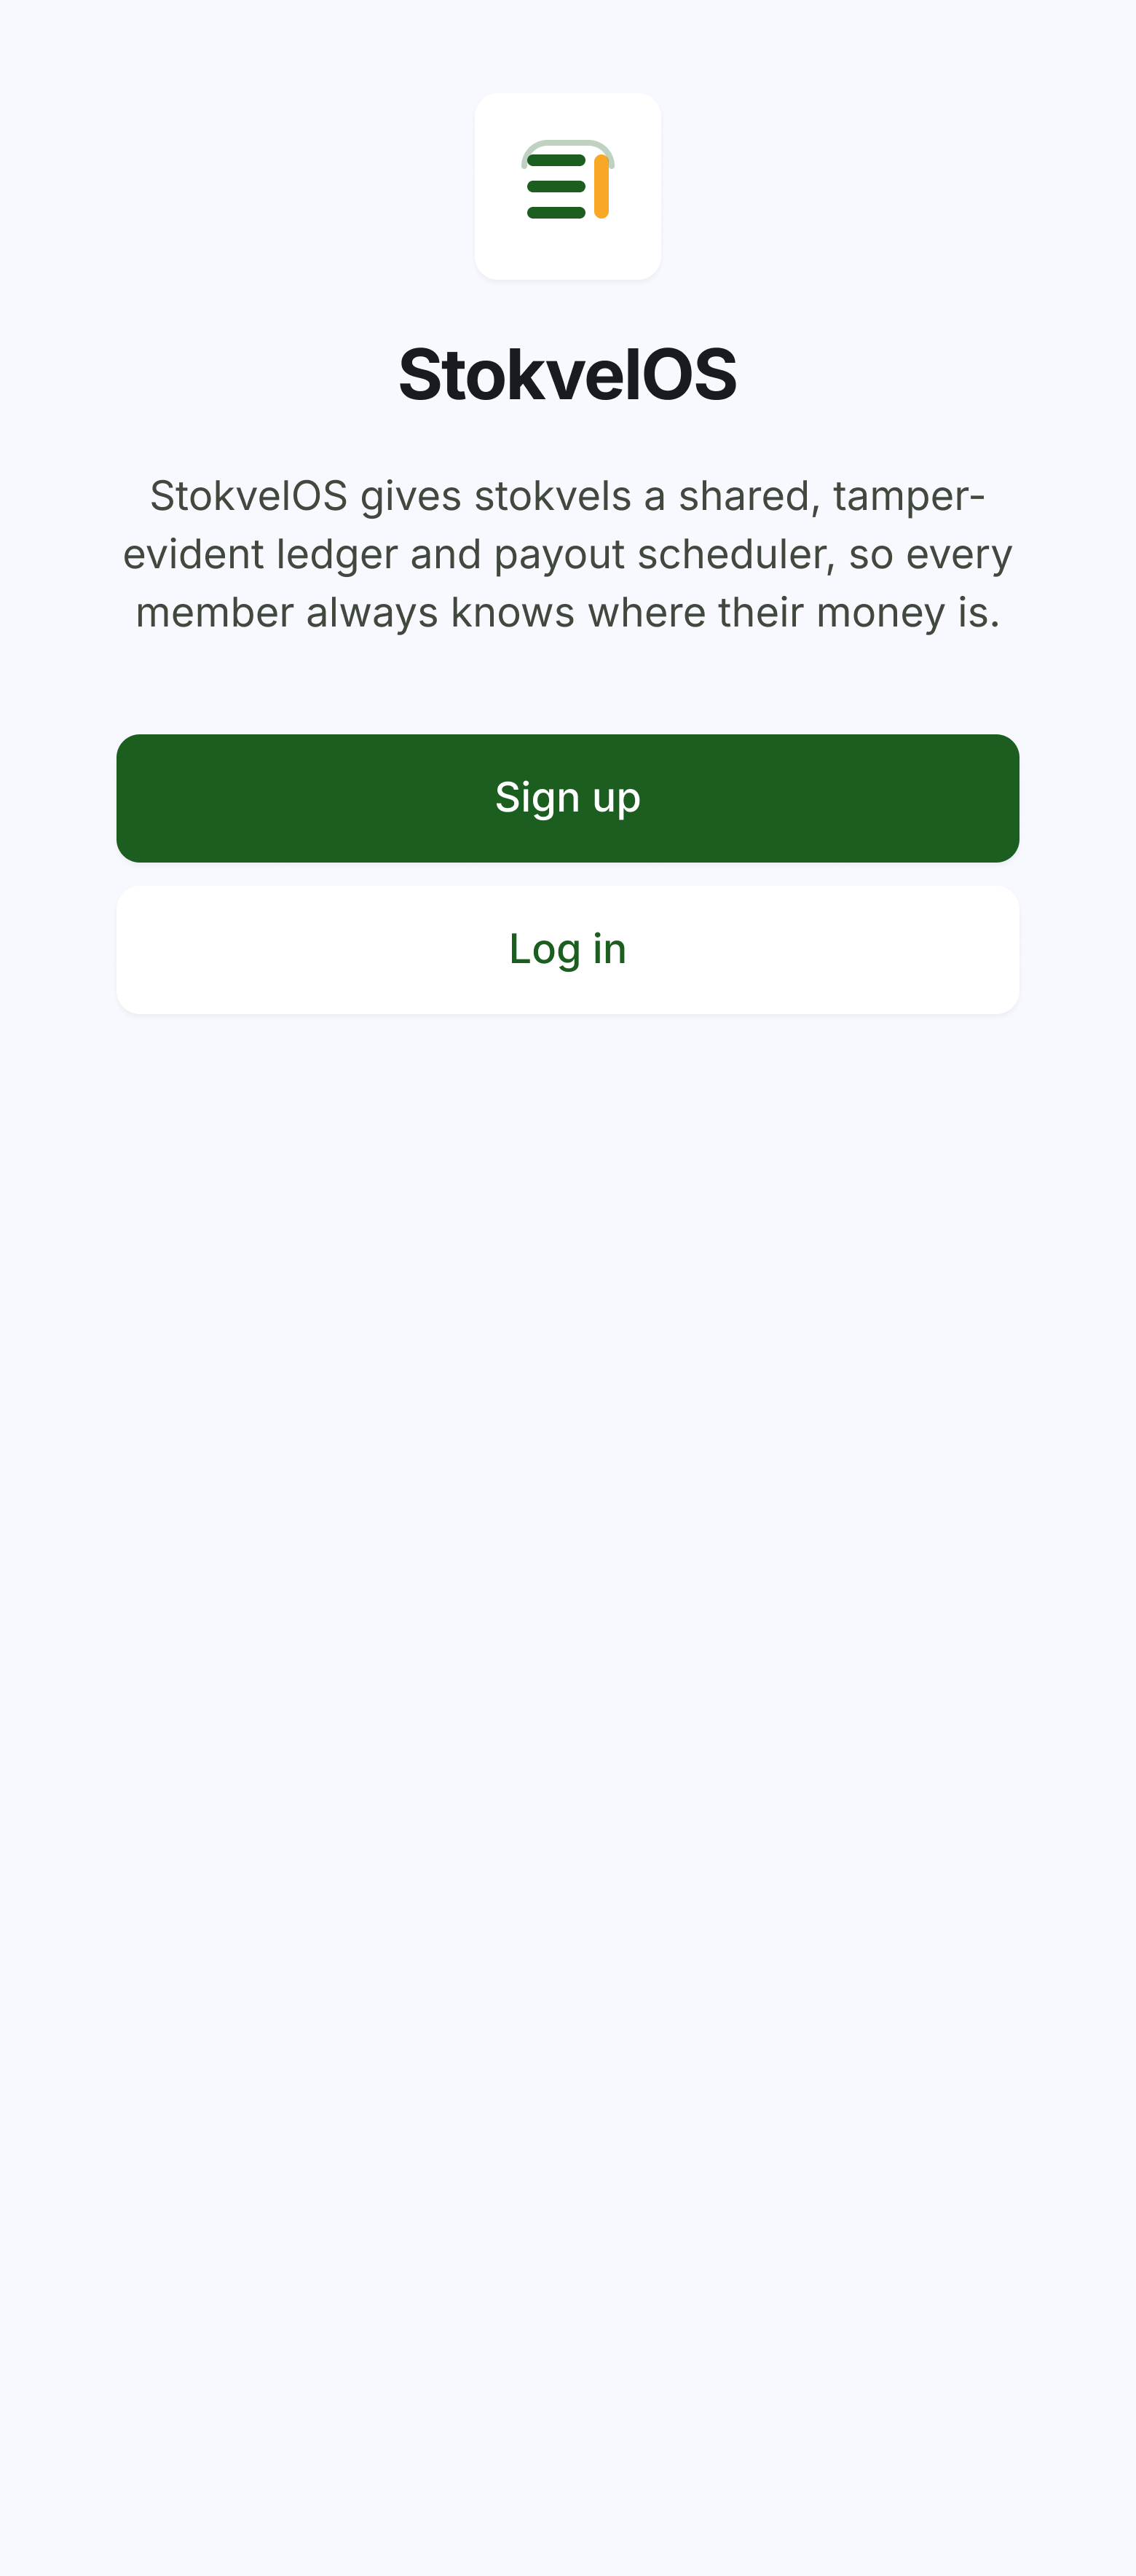 StokvelOS
StokvelOS gives stokvels a shared, tamper-
evident ledger and payout scheduler, so every
member always knows where their money is.
Sign up
Log in